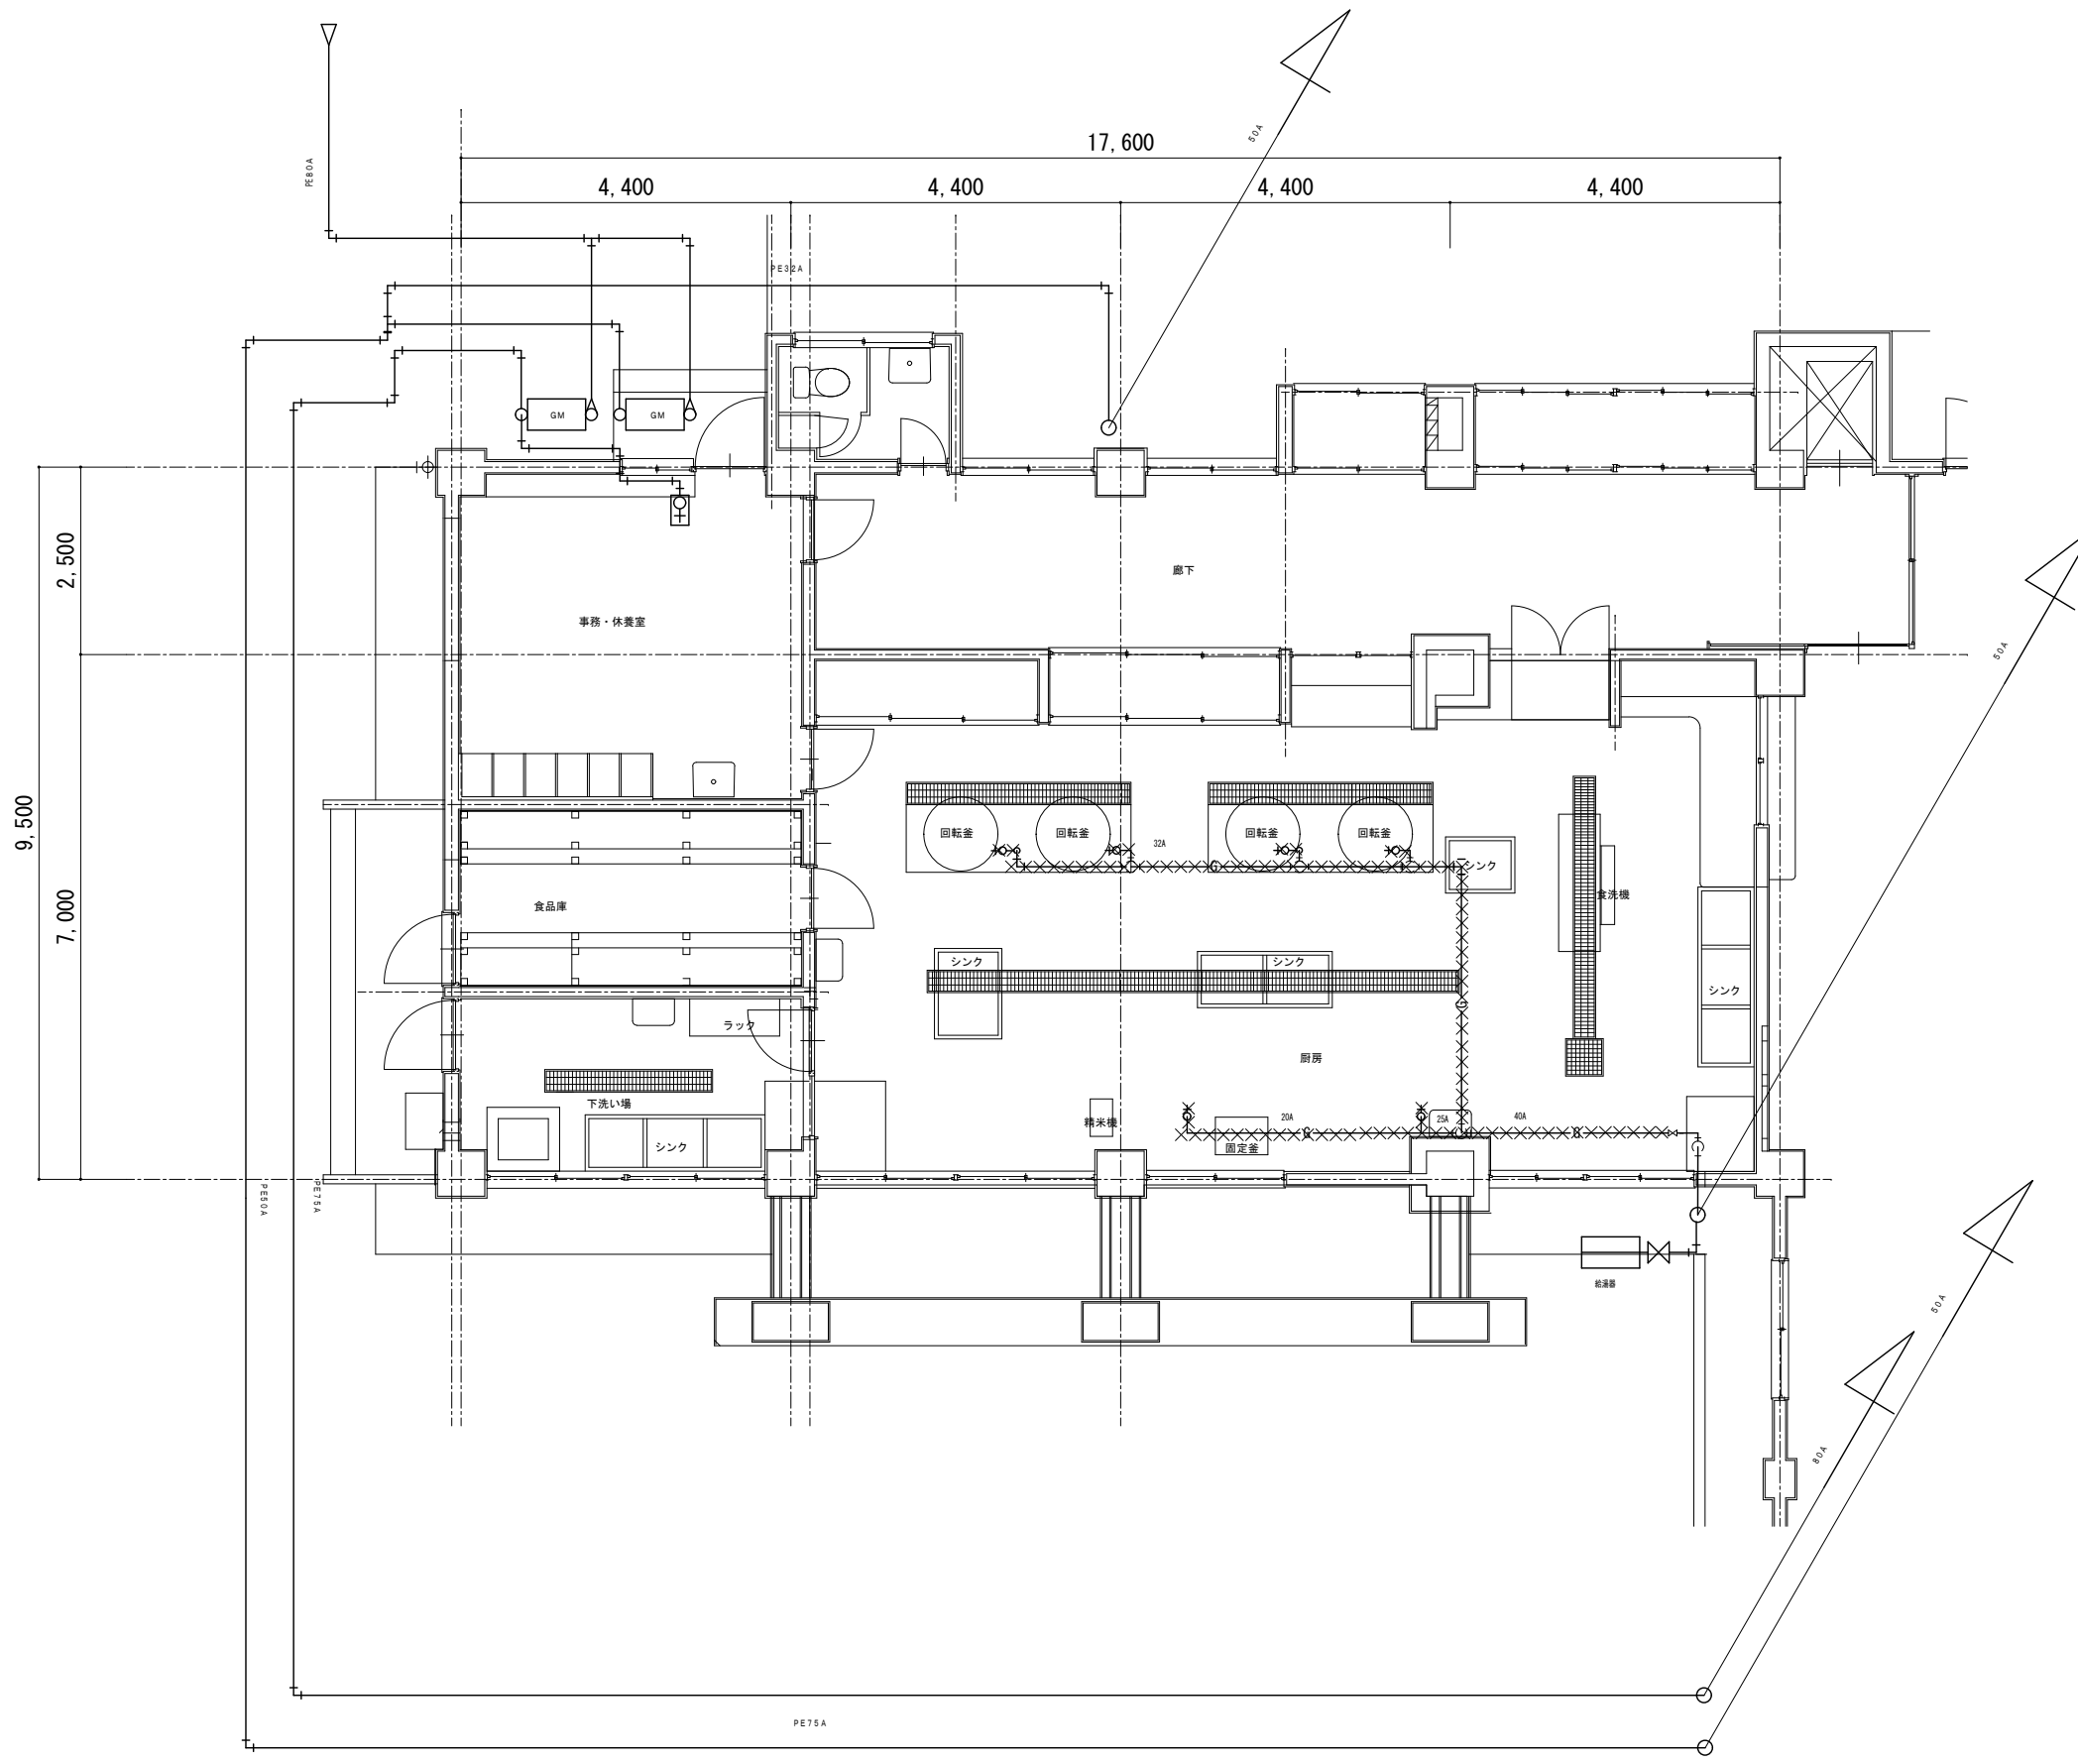 50A
17,600
PE80A
4,400
4,400
4,400
4,400
PE32A
GM
GM
2,500
廊下
事務・休養室
50A
9,500
回転釜
回転釜
回転釜
回転釜
32A
シンク
G
食洗機
7,000
食品庫
シンク
シンク
シンク
ラック
厨房
下洗い場
精米機
20A
25A
40A
シンク
固定釜
G
PE50A
PE75A
給湯器
50A
80A
PE75A